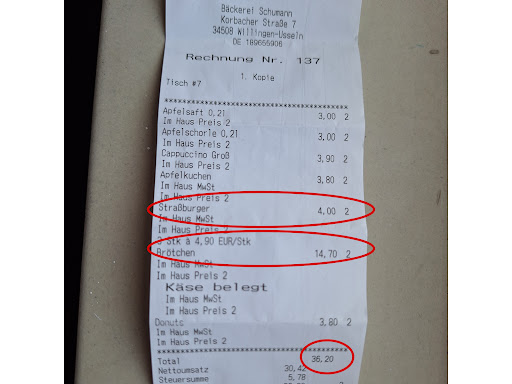 Bäckerei Schumann
Korbacher Straße 7
34508 Willingen-Usseln
DE 189655906
Rechnung Nr. 137
1. Kopie
Tisch #7
Apfelsaft 0,2l 3,00 2
Im Haus Preis 2
Apfelschorle 0,2l 3,00 2
Im Haus Preis 2
Cappuccino Groß 3,90 2
Im Haus Preis 2
Apfelkuchen 3,80 2
Im Haus MwSt
Im Haus Preis 2
Straßburger 4,00 2
Im Haus MwSt
Im Haus Preis 2
3 Stk à 4,90 EUR/Stk
Brötchen 14,70 2
Im Haus MwSt
Im Haus Preis 2
Käse belegt
Im Haus MwSt
Im Haus Preis 2
Donuts 3,80 2
Im Haus MwSt
Im Haus Preis 2
Total 36,20
Nettoumsatz 30,42
Steuersumme 5,78